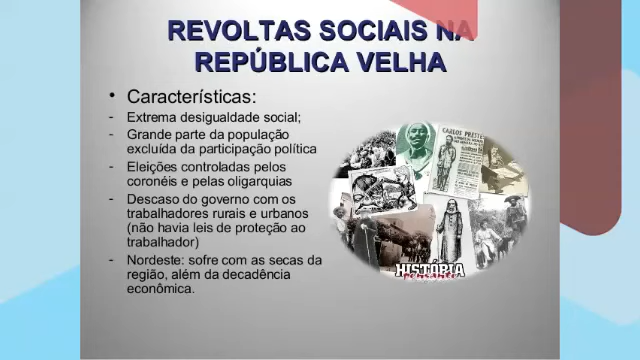 REVOLTAS SOCIAIS NA
REPÚBLICA VELHA
• Características:
- Extrema desigualdade social;
- Grande parte da população
excluída da participação política
- Eleições controladas pelos
coronéis e pelas oligarquias
- Descaso do governo com os
trabalhadores rurais e urbanos
(não havia leis de proteção ao
trabalhador)
- Nordeste: sofre com as secas da
região, além da decadência
econômica.
CARLOS PRESTES
HISTÓRIA
pensante